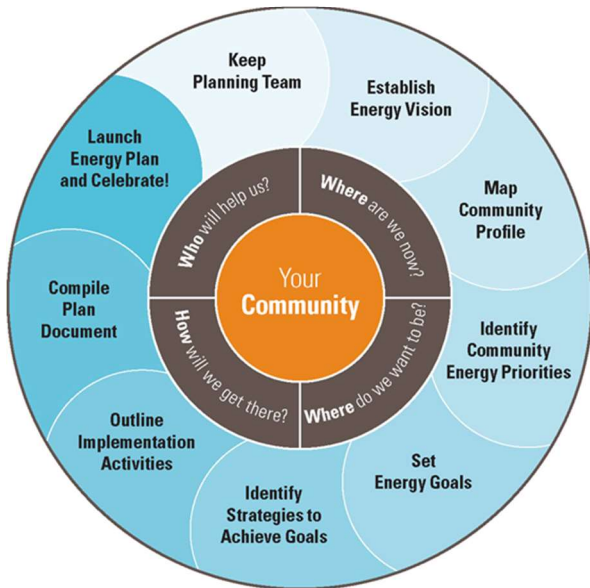 Keep
Planning Team
Establish
Energy Vision
Map
Community
Profile
Identify
Community
Energy Priorities
Set
Energy Goals
Identify
Strategies to
Achieve Goals
Outline
Implementation
Activities
Compile
Plan
Document
Launch
Energy Plan
and Celebrate!
Who will help us?
Where are we now?
Where do we want to be?
How will we get there?
Your
Community